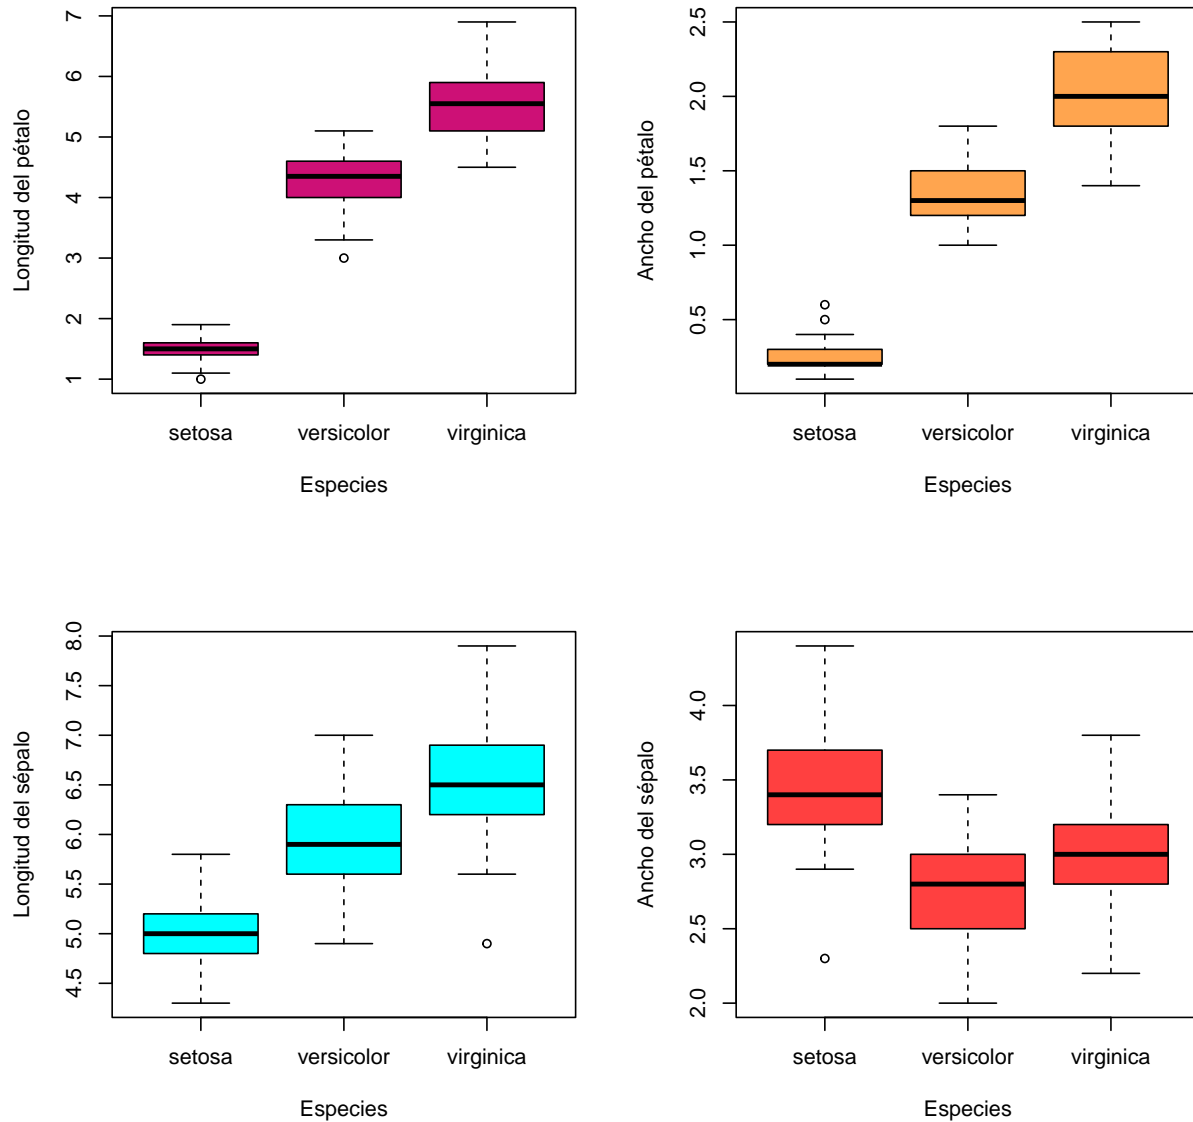 Longitud del pétalo
7
6
5
4
3
2
1
setosa versicolor virginica
Especies
Ancho del pétalo
2.5
2.0
1.5
1.0
0.5
setosa versicolor virginica
Especies
Longitud del sépalo
8.0
7.5
7.0
6.5
6.0
5.5
5.0
4.5
setosa versicolor virginica
Especies
Ancho del sépalo
4.0
3.5
3.0
2.5
2.0
setosa versicolor virginica
Especies